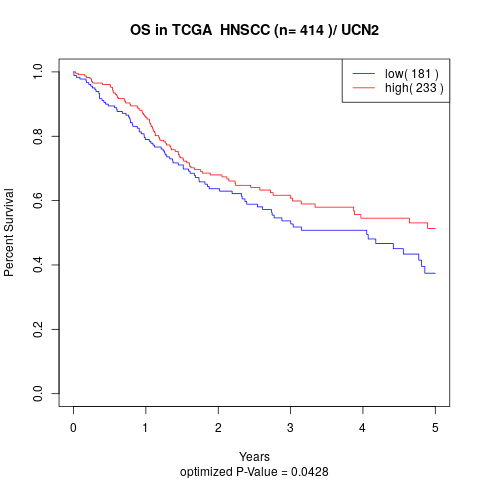 OS in TCGA  HNSCC (n= 414 )/ UCN2
low( 181 )
high( 233 )
Percent Survival
1.0
0.8
0.6
0.4
0.2
0.0
0 1 2 3 4 5
Years
optimized P-Value = 0.0428